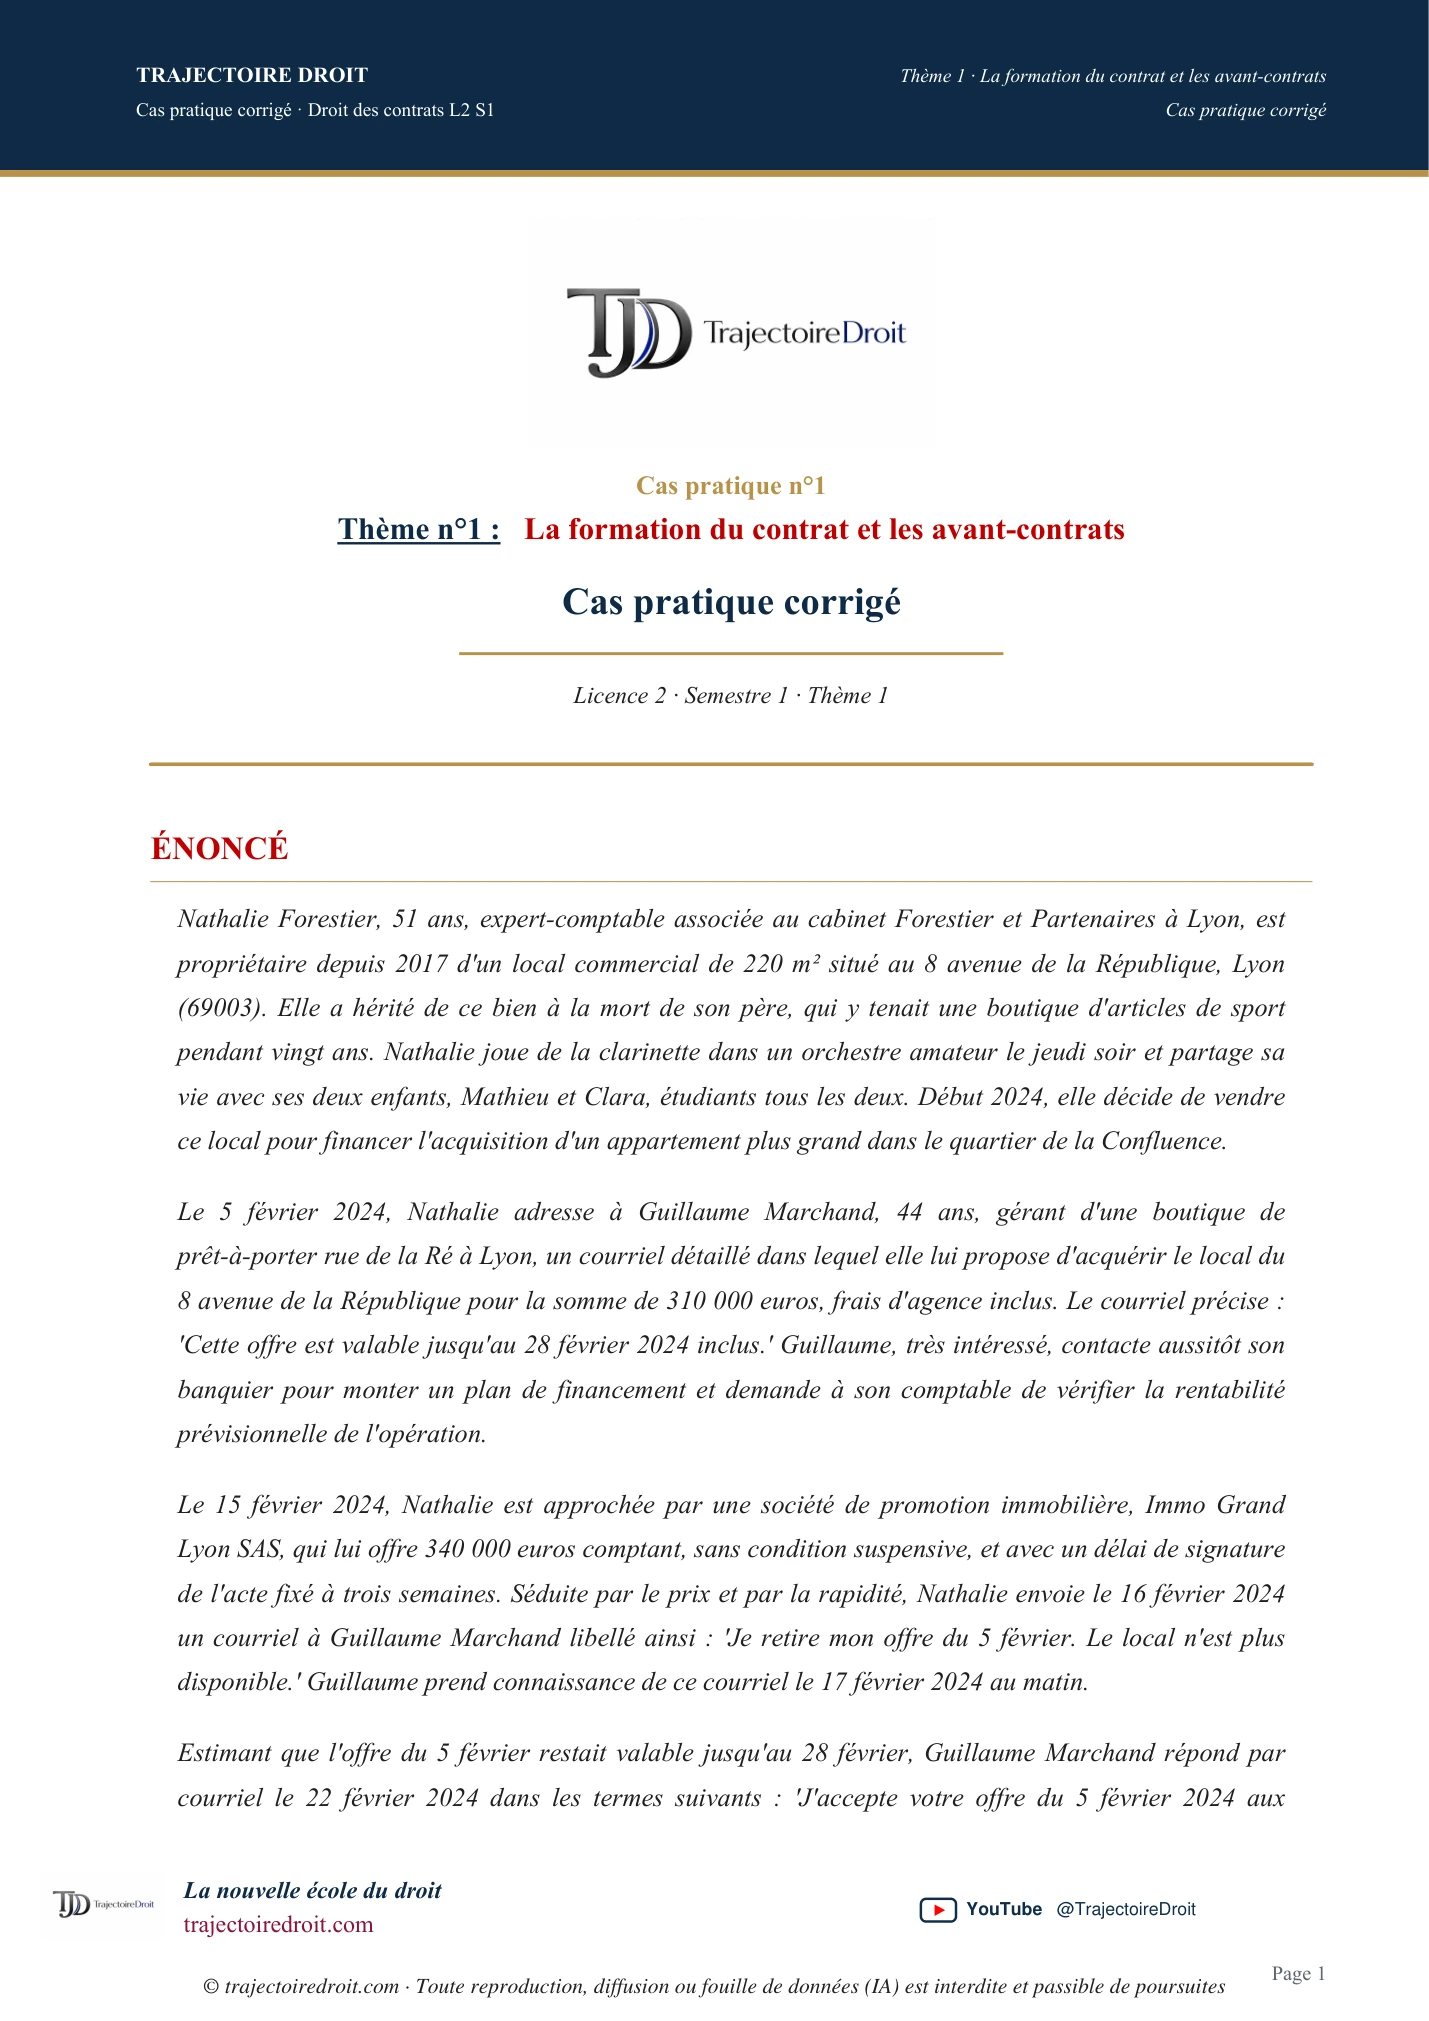 TRAJECTOIRE DROIT
Cas pratique corrigé · Droit des contrats L2 S1
Thème 1 · La formation du contrat et les avant-contrats
Cas pratique corrigé
TJD TrajectoireDroit
Cas pratique n°1
Thème n°1 : La formation du contrat et les avant-contrats
Cas pratique corrigé
Licence 2 · Semestre 1 · Thème 1
ÉNONCÉ
Nathalie Forestier, 51 ans, expert-comptable associée au cabinet Forestier et Partenaires à Lyon, est
propriétaire depuis 2017 d'un local commercial de 220 m² situé au 8 avenue de la République, Lyon
(69003). Elle a hérité de ce bien à la mort de son père, qui y tenait une boutique d'articles de sport
pendant vingt ans. Nathalie joue de la clarinette dans un orchestre amateur le jeudi soir et partage sa
vie avec ses deux enfants, Mathieu et Clara, étudiants tous les deux. Début 2024, elle décide de vendre
ce local pour financer l'acquisition d'un appartement plus grand dans le quartier de la Confluence.
Le 5 février 2024, Nathalie adresse à Guillaume Marchand, 44 ans, gérant d'une boutique de
prêt-à-porter rue de la Ré à Lyon, un courriel détaillé dans lequel elle lui propose d'acquérir le local du
8 avenue de la République pour la somme de 310 000 euros, frais d'agence inclus. Le courriel précise :
'Cette offre est valable jusqu'au 28 février 2024 inclus.' Guillaume, très intéressé, contacte aussitôt son
banquier pour monter un plan de financement et demande à son comptable de vérifier la rentabilité
prévisionnelle de l'opération.
Le 15 février 2024, Nathalie est approchée par une société de promotion immobilière, Immo Grand
Lyon SAS, qui lui offre 340 000 euros comptant, sans condition suspensive, et avec un délai de signature
de l'acte fixé à trois semaines. Séduite par le prix et par la rapidité, Nathalie envoie le 16 février 2024
un courriel à Guillaume Marchand libellé ainsi : 'Je retire mon offre du 5 février. Le local n'est plus
disponible.' Guillaume prend connaissance de ce courriel le 17 février 2024 au matin.
Estimant que l'offre du 5 février restait valable jusqu'au 28 février, Guillaume Marchand répond par
courriel le 22 février 2024 dans les termes suivants : 'J'accepte votre offre du 5 février 2024 aux
TJD TrajectoireDroit
La nouvelle école du droit
trajectoiredroit.com
YouTube @TrajectoireDroit
© trajectoiredroit.com · Toute reproduction, diffusion ou fouille de données (IA) est interdite et passible de poursuites
Page 1